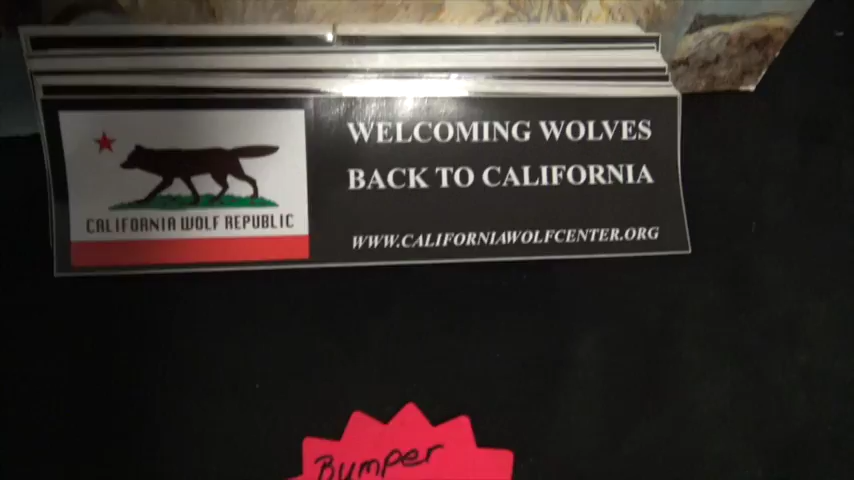 WELCOMING WOLVES
BACK TO CALIFORNIA
CALIFORNIA WOLF REPUBLIC
WWW.CALIFORNIAWOLFCENTER.ORG
Bumper